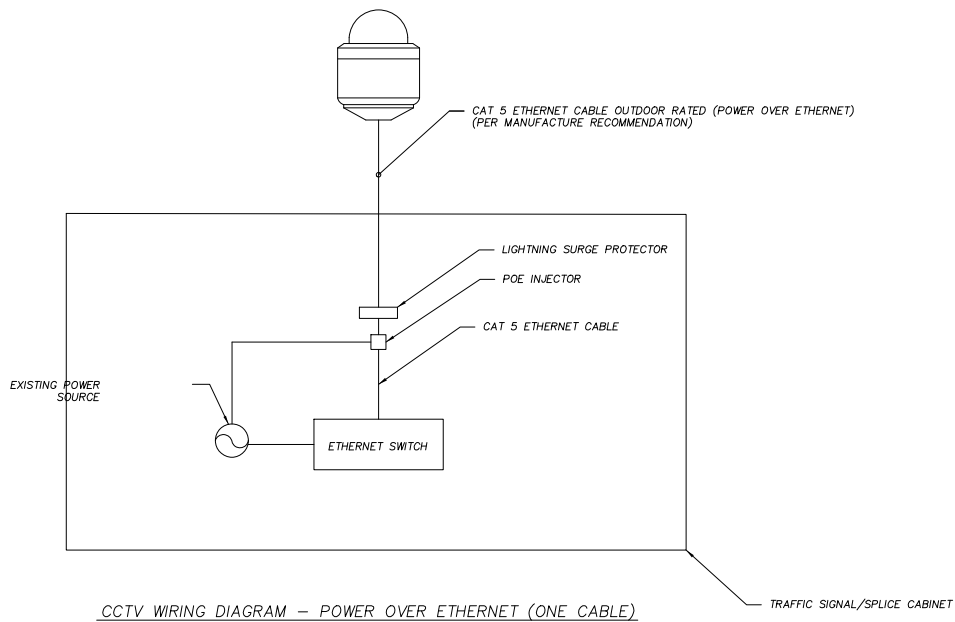 CAT 5 ETHERNET CABLE OUTDOOR RATED (POWER OVER ETHERNET)
(PER MANUFACTURE RECOMMENDATION)
LIGHTNING SURGE PROTECTOR
POE INJECTOR
CAT 5 ETHERNET CABLE
EXISTING POWER
SOURCE
ETHERNET SWITCH
TRAFFIC SIGNAL/SPLICE CABINET
CCTV WIRING DIAGRAM – POWER OVER ETHERNET (ONE CABLE)